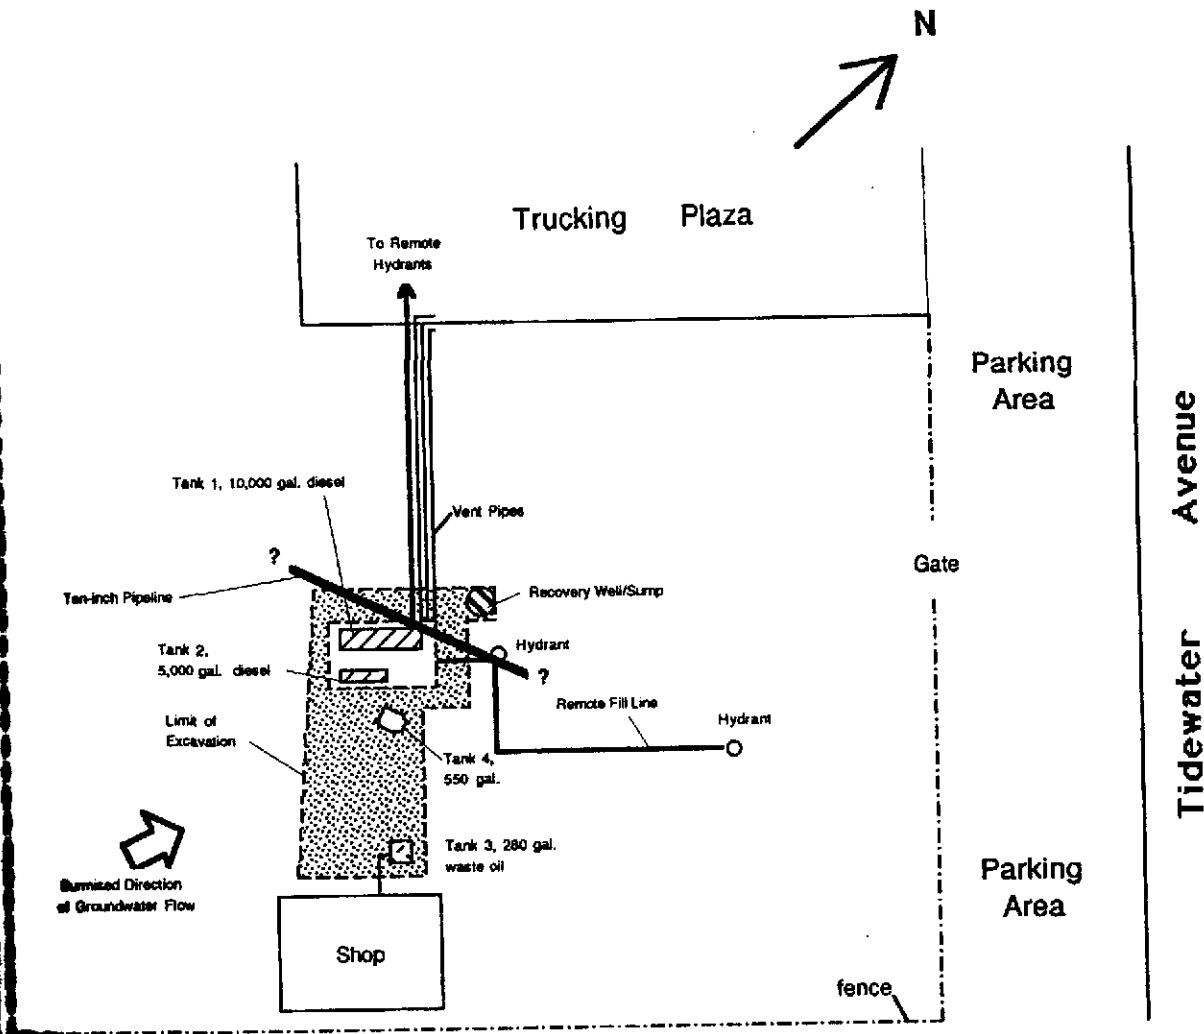 N
Trucking Plaza
To Remote
Hydrants
Parking
Area
Tidewater Avenue
Tank 1, 10,000 gal. diesel
Vent Pipes
?
Gate
Ten-inch Pipeline
Recovery Well/Sump
Tank 2,
5,000 gal. diesel
Hydrant
?
Remote Fill Line
Hydrant
Limit of
Excavation
Tank 4,
550 gal.
Tank 3, 280 gal.
waste oil
Parking
Area
Surmised Direction
of Groundwater Flow
Shop
fence